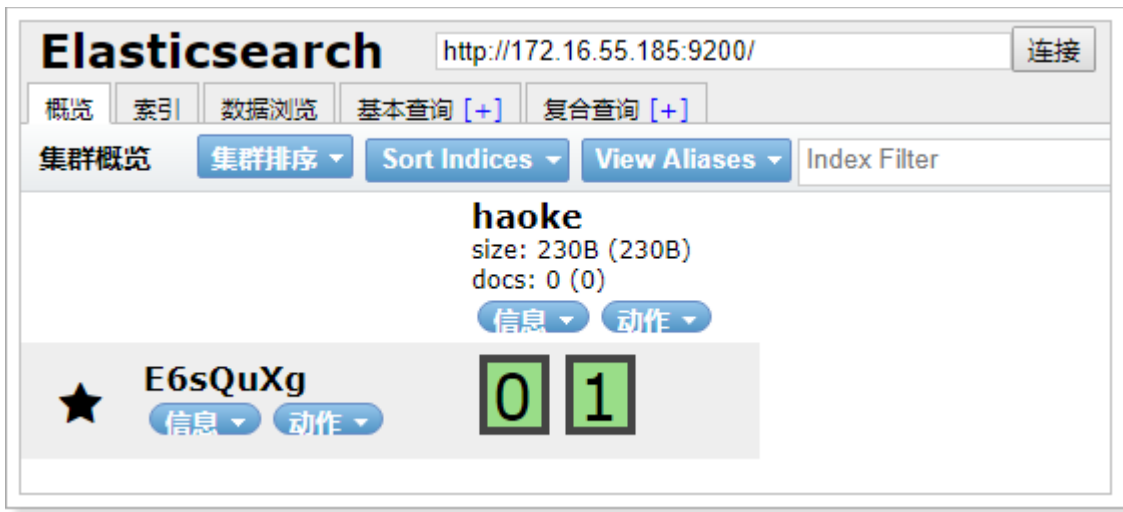 Elasticsearch http://172.16.55.185:9200/ 连接
概览 索引 数据浏览 基本查询 [+] 复合查询 [+]
集群概览 集群排序 Sort Indices View Aliases Index Filter
haoke
size: 230B (230B)
docs: 0 (0)
信息 动作
E6sQuXg 0 1
信息 动作